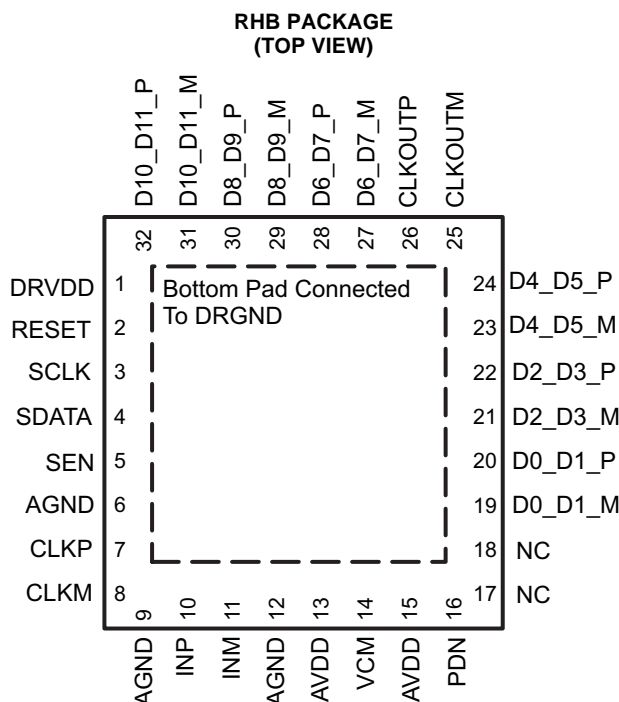 RHB PACKAGE
(TOP VIEW)
D10_D11_P
D10_D11_M
D8_D9_P
D8_D9_M
D6_D7_P
D6_D7_M
CLKOUTP
CLKOUTM
32
31
30
29
28
27
26
25
DRVDD 1
RESET 2
SCLK 3
SDATA 4
SEN 5
AGND 6
CLKP 7
CLKM 8
Bottom Pad Connected
To DRGND
24 D4_D5_P
23 D4_D5_M
22 D2_D3_P
21 D2_D3_M
20 D0_D1_P
19 D0_D1_M
18 NC
17 NC
9
10
11
12
13
14
15
16
AGND
INP
INM
AGND
AVDD
VCM
AVDD
PDN